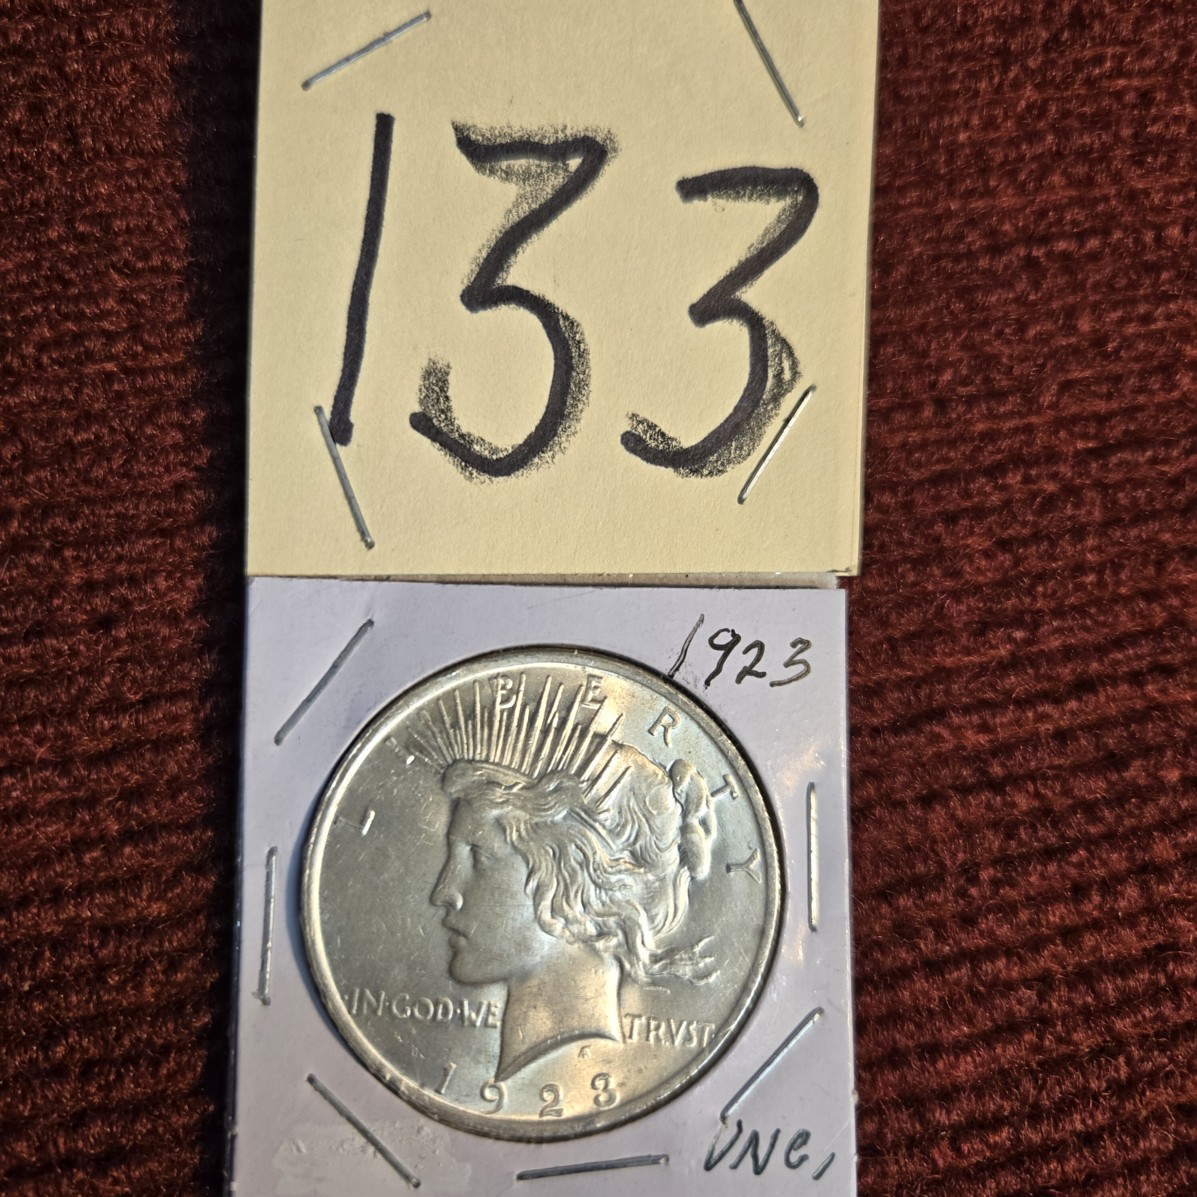 133
1923
LIBERTY
IN·GOD·WE TRVST
1923
UNC,